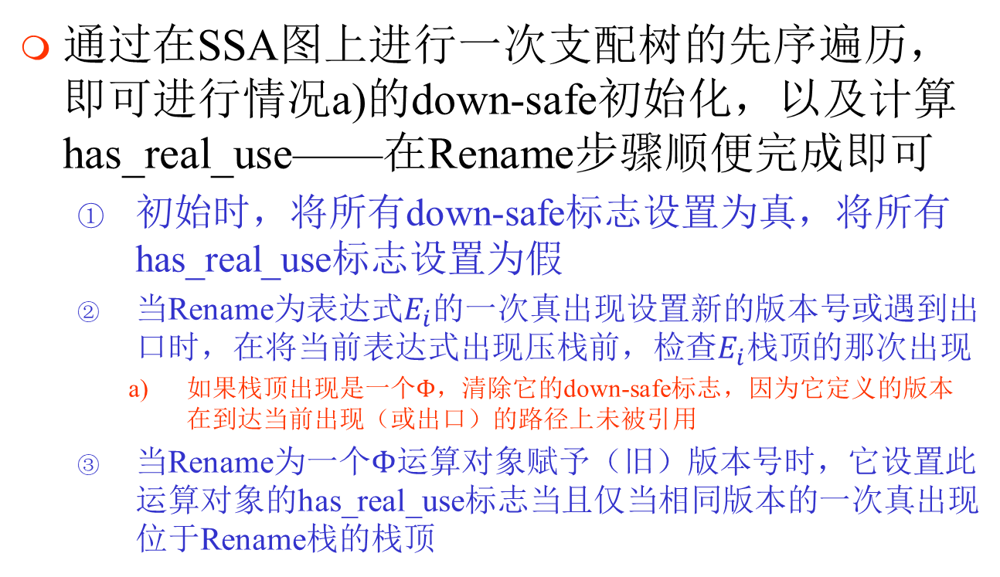 通过在SSA图上进行一次支配树的先序遍历，
即可进行情况a)的down-safe初始化，以及计算
has_real_use——在Rename步骤顺便完成即可
① 初始时，将所有down-safe标志设置为真，将所有
has_real_use标志设置为假
② 当Rename为表达式𝐸𝑖的一次真出现设置新的版本号或遇到出
口时，在将当前表达式出现压栈前，检查𝐸𝑖栈顶的那次出现
a) 如果栈顶出现是一个Φ，清除它的down-safe标志，因为它定义的版本
在到达当前出现（或出口）的路径上未被引用
③ 当Rename为一个Φ运算对象赋予（旧）版本号时，它设置此
运算对象的has_real_use标志当且仅当相同版本的一次真出现
位于Rename栈的栈顶